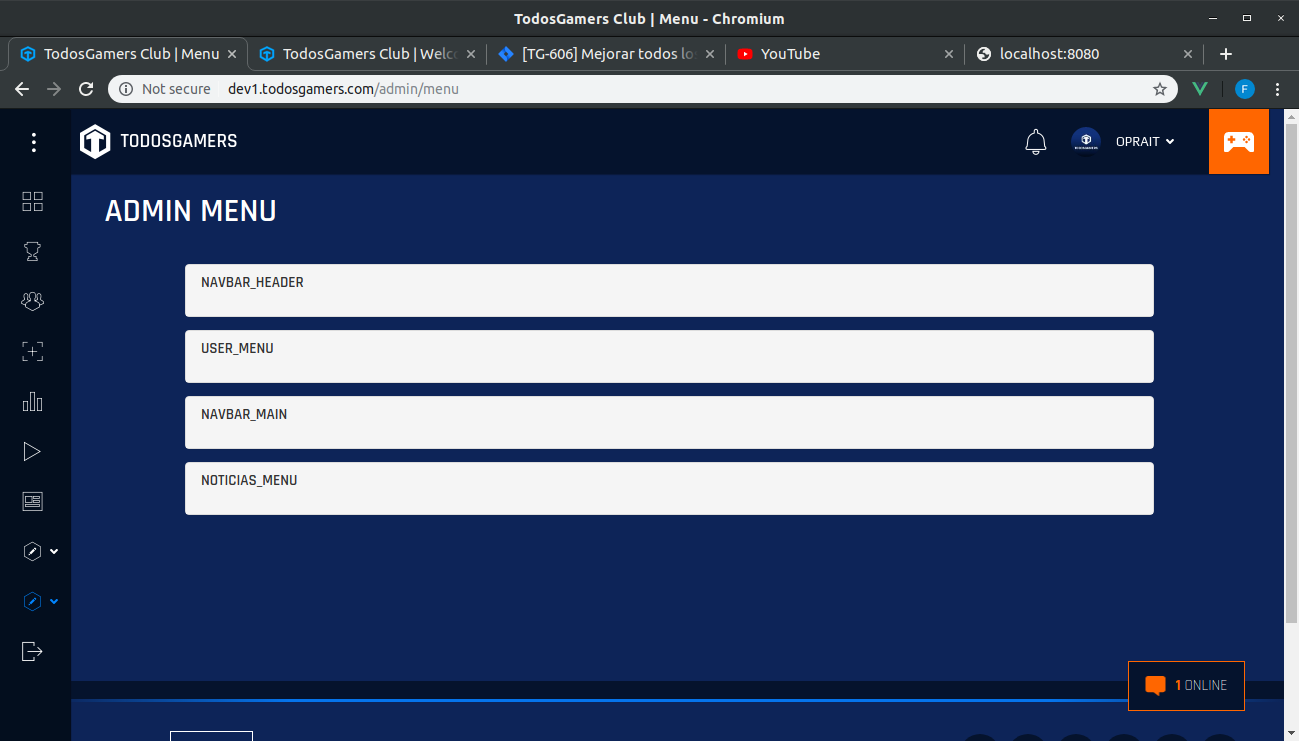 TodosGamers Club | Menu - Chromium
TodosGamers Club | Menu
TodosGamers Club | Welc
[TG-606] Mejorar todos lo
YouTube
localhost:8080
Not secure
dev1.todosgamers.com/admin/menu
F
TODOSGAMERS
OPRAIT
ADMIN MENU
NAVBAR_HEADER
USER_MENU
NAVBAR_MAIN
NOTICIAS_MENU
1 ONLINE